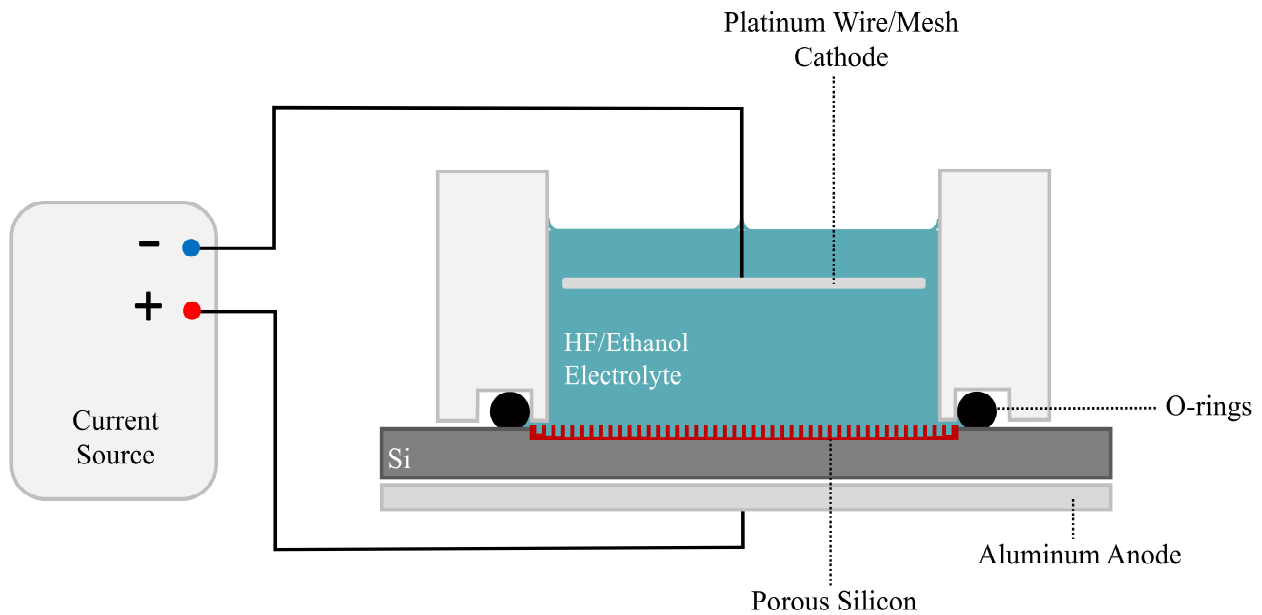 Platinum Wire/Mesh
Cathode
-
+
HF/Ethanol
Electrolyte
Current
Source
O-rings
Si
Aluminum Anode
Porous Silicon